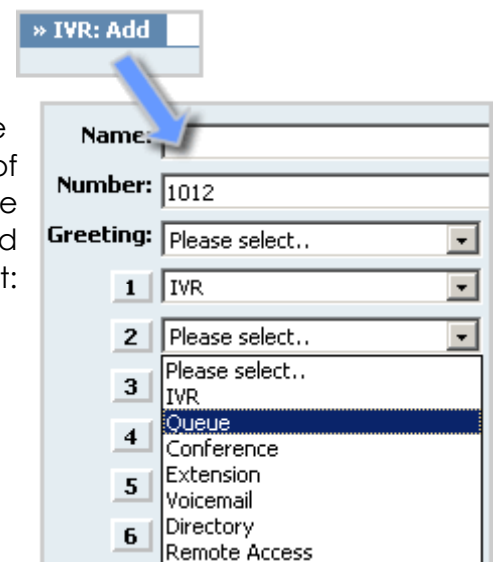 » IVR: Add
e
of
e
d
t:
Name:
Number: 1012
Greeting: Please select..
1 IVR
2 Please select..
Please select..
3
IVR
Queue
4
Conference
Extension
5
Voicemail
Directory
6
Remote Access